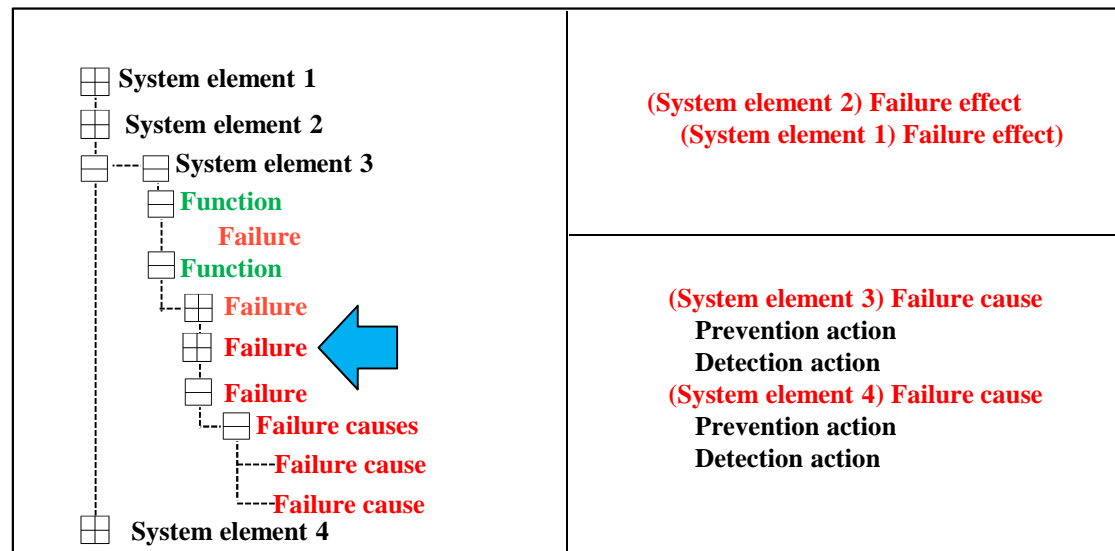 System element 1
System element 2
System element 3
Function
Failure
Function
Failure
Failure
Failure
Failure causes
Failure cause
Failure cause
System element 4
(System element 2) Failure effect
(System element 1) Failure effect)
(System element 3) Failure cause
Prevention action
Detection action
(System element 4) Failure cause
Prevention action
Detection action